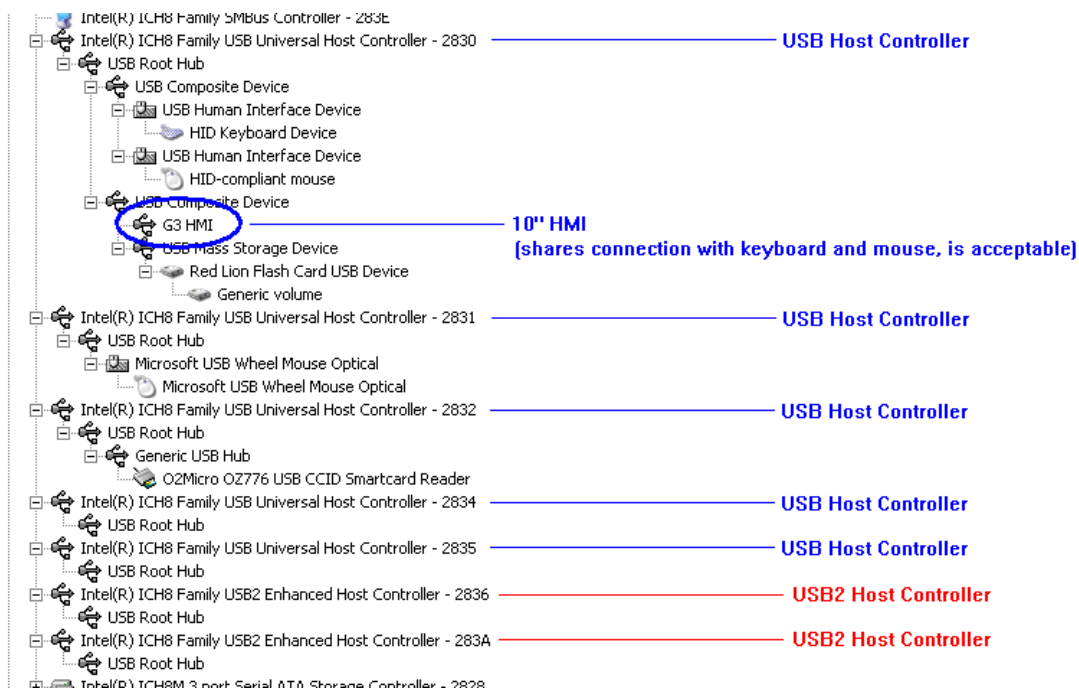 Intel(R) ICH8 Family SMBus Controller - 283E
Intel(R) ICH8 Family USB Universal Host Controller - 2830 USB Host Controller
USB Root Hub
USB Composite Device
USB Human Interface Device
HID Keyboard Device
USB Human Interface Device
HID-compliant mouse
USB Composite Device
G3 HMI 10" HMI
USB Mass Storage Device (shares connection with keyboard and mouse, is acceptable)
Red Lion Flash Card USB Device
Generic volume
Intel(R) ICH8 Family USB Universal Host Controller - 2831 USB Host Controller
USB Root Hub
Microsoft USB Wheel Mouse Optical
Microsoft USB Wheel Mouse Optical
Intel(R) ICH8 Family USB Universal Host Controller - 2832 USB Host Controller
USB Root Hub
Generic USB Hub
O2Micro OZ776 USB CCID Smartcard Reader
Intel(R) ICH8 Family USB Universal Host Controller - 2834 USB Host Controller
USB Root Hub
Intel(R) ICH8 Family USB Universal Host Controller - 2835 USB Host Controller
USB Root Hub
Intel(R) ICH8 Family USB2 Enhanced Host Controller - 2836 USB2 Host Controller
USB Root Hub
Intel(R) ICH8 Family USB2 Enhanced Host Controller - 283A USB2 Host Controller
USB Root Hub
Intel(R) ICH8M 3 port Serial ATA Storage Controller - 2828